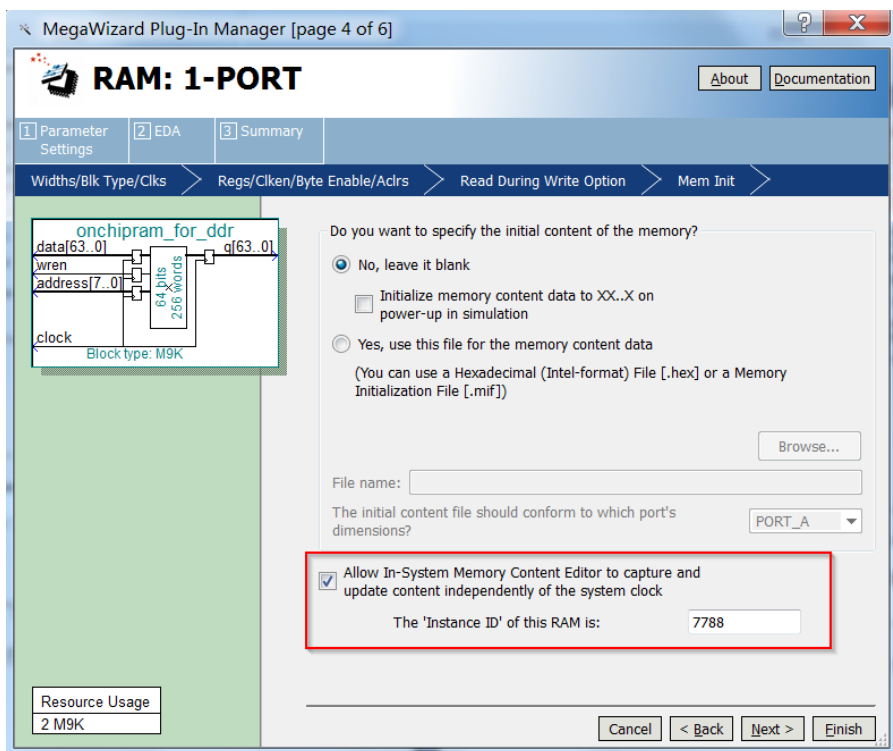 MegaWizard Plug-In Manager [page 4 of 6]
? X
RAM: 1-PORT
About Documentation
1 Parameter Settings
2 EDA
3 Summary
Widths/Blk Type/Clks
Regs/Clken/Byte Enable/Aclrs
Read During Write Option
Mem Init
onchipram_for_ddr
data[63..0]
q[63..0]
wren
address[7..0]
64 bits
x
256 words
clock
Block type: M9K
Do you want to specify the initial content of the memory?
No, leave it blank
Initialize memory content data to XX..X on
power-up in simulation
Yes, use this file for the memory content data
(You can use a Hexadecimal (Intel-format) File [.hex] or a Memory
Initialization File [.mif])
Browse...
File name:
The initial content file should conform to which port's
dimensions?
PORT_A
Allow In-System Memory Content Editor to capture and
update content independently of the system clock
The 'Instance ID' of this RAM is:
7788
Resource Usage
2 M9K
Cancel
< Back
Next >
Finish